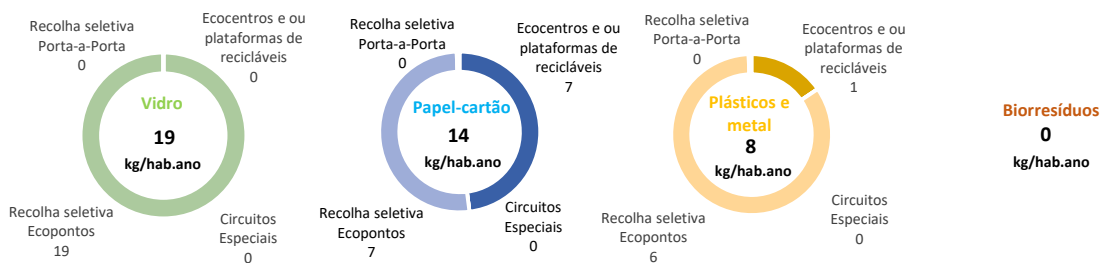 Recolha seletiva
Porta-a-Porta
0
Ecocentros e ou
plataformas de
recicláveis
0
Vidro
19
kg/hab.ano
Recolha seletiva
Ecopontos
19
Circuitos
Especiais
0
Recolha seletiva
Porta-a-Porta
0
Ecocentros e ou
plataformas de
recicláveis
7
Papel-cartão
14
kg/hab.ano
Recolha seletiva
Ecopontos
7
Circuitos
Especiais
0
Recolha seletiva
Porta-a-Porta
0
Ecocentros e ou
plataformas de
recicláveis
1
Plásticos e
metal
8
kg/hab.ano
Recolha seletiva
Ecopontos
6
Circuitos
Especiais
0
Biorresíduos
0
kg/hab.ano